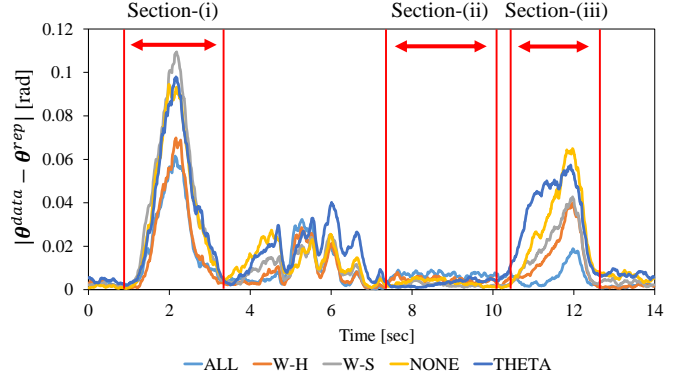 Section-(i) Section-(ii) Section-(iii)
0.12
0.1
0.08
0.06
0.04
0.02
0
|θ^{data} − θ^{rep}| [rad]
0 2 4 6 8 10 12 14
Time [sec]
ALL W-H W-S NONE THETA